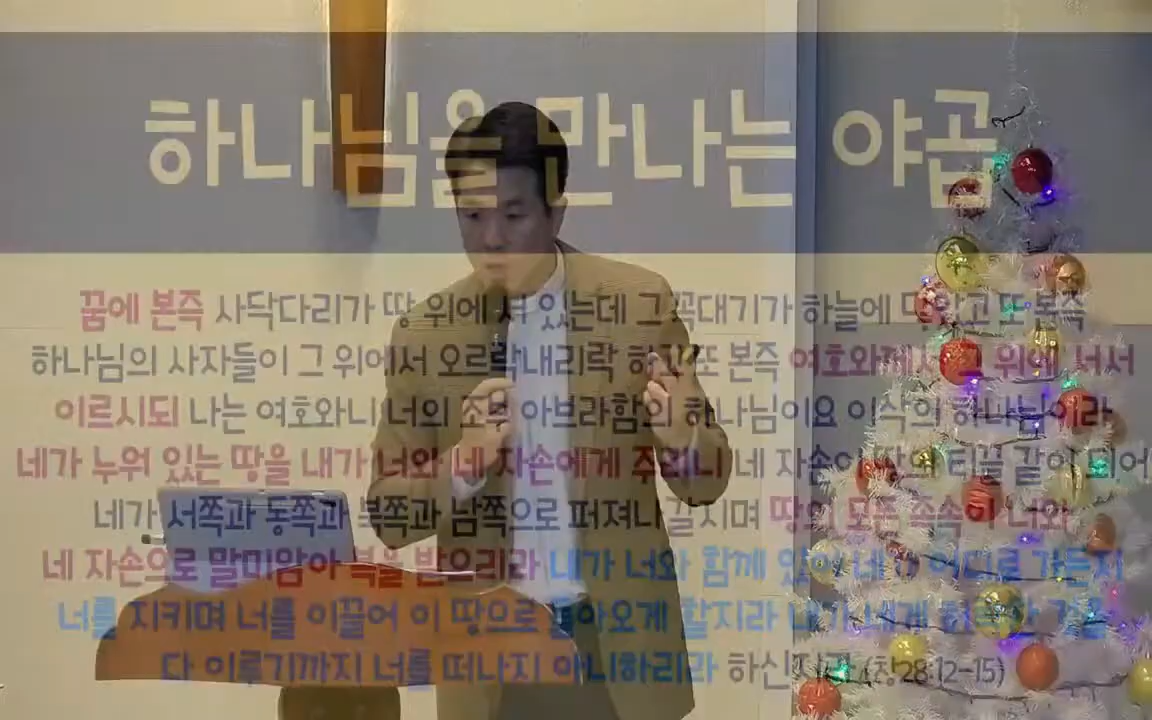 하나님을 만나는 야곱
꿈에 본즉 사닥다리가 땅 위에 서 있는데 그 꼭대기가 하늘에 닿았고 또 본즉
하나님의 사자들이 그 위에서 오르락내리락 하고 또 본즉 여호와께서 그 위에 서서
이르시되 나는 여호와니 너의 조부 아브라함의 하나님이요 이삭의 하나님이라
네가 누워 있는 땅을 내가 너와 네 자손에게 주리니 네 자손이 땅의 티끌 같이 되어
네가 서쪽과 동쪽과 북쪽과 남쪽으로 퍼져나갈지며 땅의 모든 족속이 너와
네 자손으로 말미암아 복을 받으리라 내가 너와 함께 있어 네가 어디로 가든지
너를 지키며 너를 이끌어 이 땅으로 돌아오게 할지라 내가 네게 허락한 것을
다 이루기까지 너를 떠나지 아니하리라 하신지라 (창28:12-15)